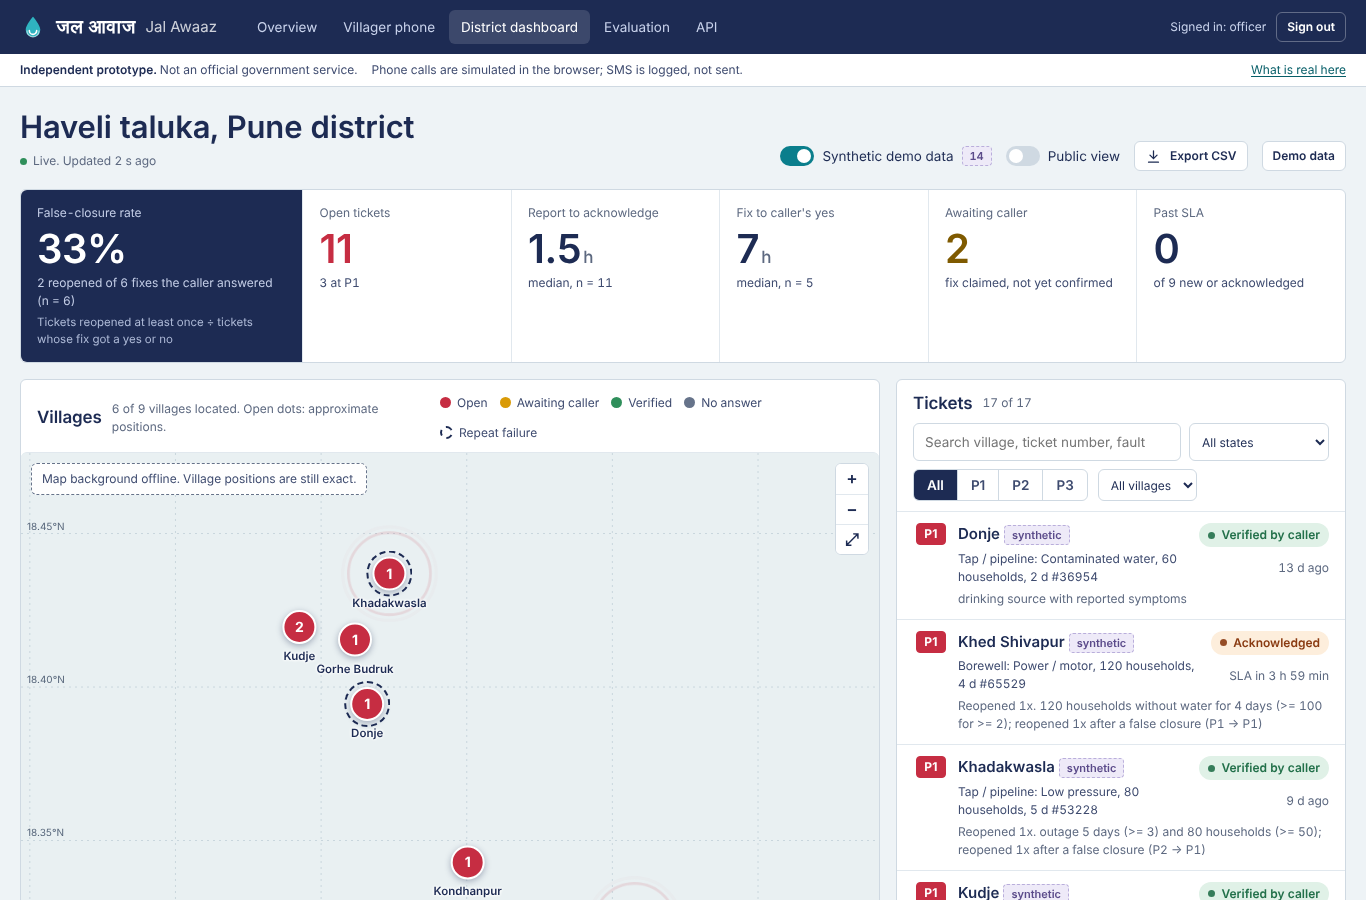 जल आवाज Jal Awaaz Overview Villager phone District dashboard Evaluation API Signed in: officer Sign out
Independent prototype. Not an official government service. Phone calls are simulated in the browser; SMS is logged, not sent. What is real here
Haveli taluka, Pune district
Live. Updated 2 s ago
Synthetic demo data 14 Public view Export CSV Demo data
False-closure rate
33%
2 reopened of 6 fixes the caller answered
(n = 6)
Tickets reopened at least once ÷ tickets
whose fix got a yes or no
Open tickets
11
3 at P1
Report to acknowledge
1.5 h
median, n = 11
Fix to caller's yes
7 h
median, n = 5
Awaiting caller
2
fix claimed, not yet confirmed
Past SLA
0
of 9 new or acknowledged
Villages
6 of 9 villages located. Open dots: approximate
positions.
Open Awaiting caller Verified No answer
Repeat failure
Map background offline. Village positions are still exact.
+
−
18.45°N
1
Khadakwasla
2
Kudje
1
Gorhe Budruk
18.40°N
1
Donje
18.35°N
1
Kondhanpur
Tickets 17 of 17
Search village, ticket number, fault
All states
All P1 P2 P3 All villages
P1 Donje synthetic Verified by caller
Tap / pipeline: Contaminated water, 60
households, 2 d #36954
13 d ago
drinking source with reported symptoms
P1 Khed Shivapur synthetic Acknowledged
Borewell: Power / motor, 120 households,
4 d #65529
SLA in 3 h 59 min
Reopened 1x. 120 households without water for 4 days (>= 100
for >= 2); reopened 1x after a false closure (P1 → P1)
P1 Khadakwasla synthetic Verified by caller
Tap / pipeline: Low pressure, 80
households, 5 d #53228
9 d ago
Reopened 1x. outage 5 days (>= 3) and 80 households (>= 50);
reopened 1x after a false closure (P2 → P1)
P1 Kudje synthetic Verified by caller